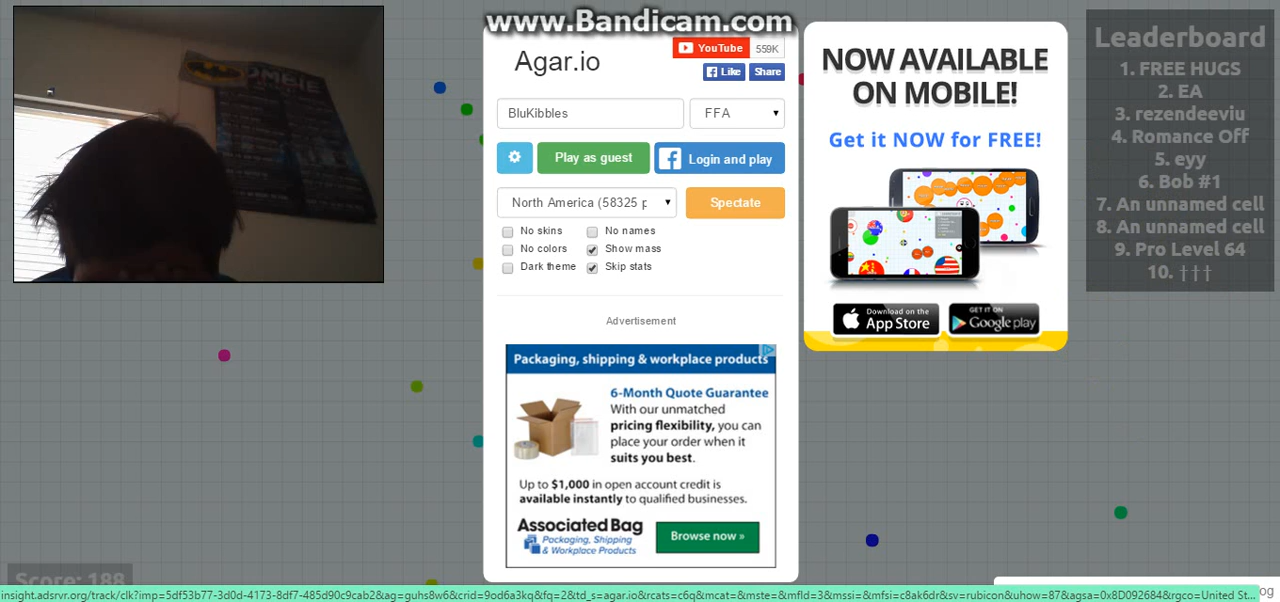 www.Bandicam.com
Agar.io
YouTube 559K
Like Share
BluKibbles FFA
Play as guest Login and play
North America (58325 p Spectate
No skins No names
No colors Show mass
Dark theme Skip stats
Advertisement
Packaging, shipping & workplace products
6-Month Quote Guarantee
With our unmatched
pricing flexibility, you can
place your order when it
suits you best.
Up to $1,000 in open account credit is
available instantly to qualified businesses.
Associated Bag
Packaging, Shipping
& Workplace Products
Browse now »
NOW AVAILABLE
ON MOBILE!
Get it NOW for FREE!
Download on the
App Store
GET IT ON
Google play
Leaderboard
1. FREE HUGS
2. EA
3. rezendeeviu
4. Romance Off
5. eyy
6. Bob #1
7. An unnamed cell
8. An unnamed cell
9. Pro Level 64
10. † † †
Score: 188
insight.adsrvr.org/track/clk?imp=5df53b77-3d0d-4173-8df7-485d90c9cab2&ag=guhs8w6&crid=9od6a3kq&fq=2&td_s=agar.io&rcats=c6q&mcat=&mste=&mfld=3&mssi=&mfsi=c8ak6dr&sv=rubicon&uhow=87&agsa=0x8D092684&rgco=United St...